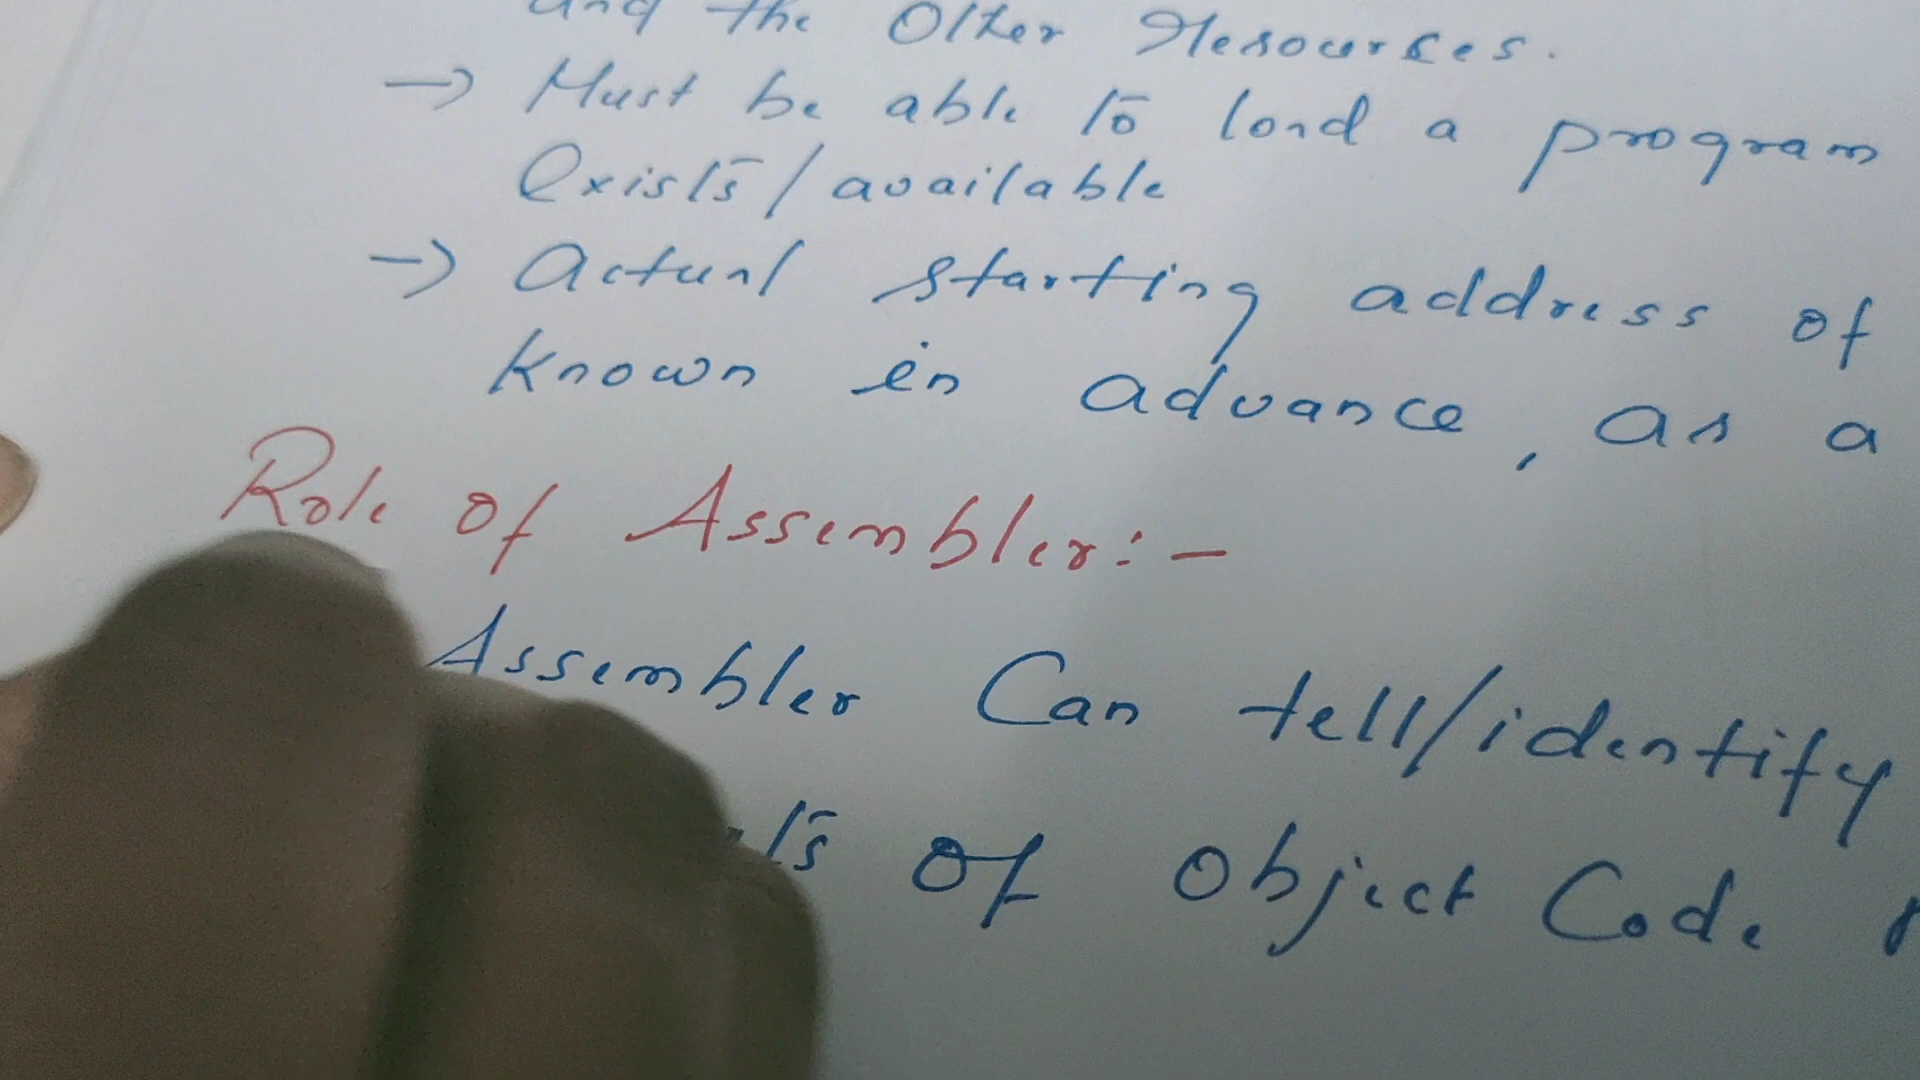 and the Other Resources.
→ Must be able to load a program
Exists/available
→ Actual starting address of
known in advance, as a
Role of Assembler:-
Assembler Can tell/identify
of Object Code